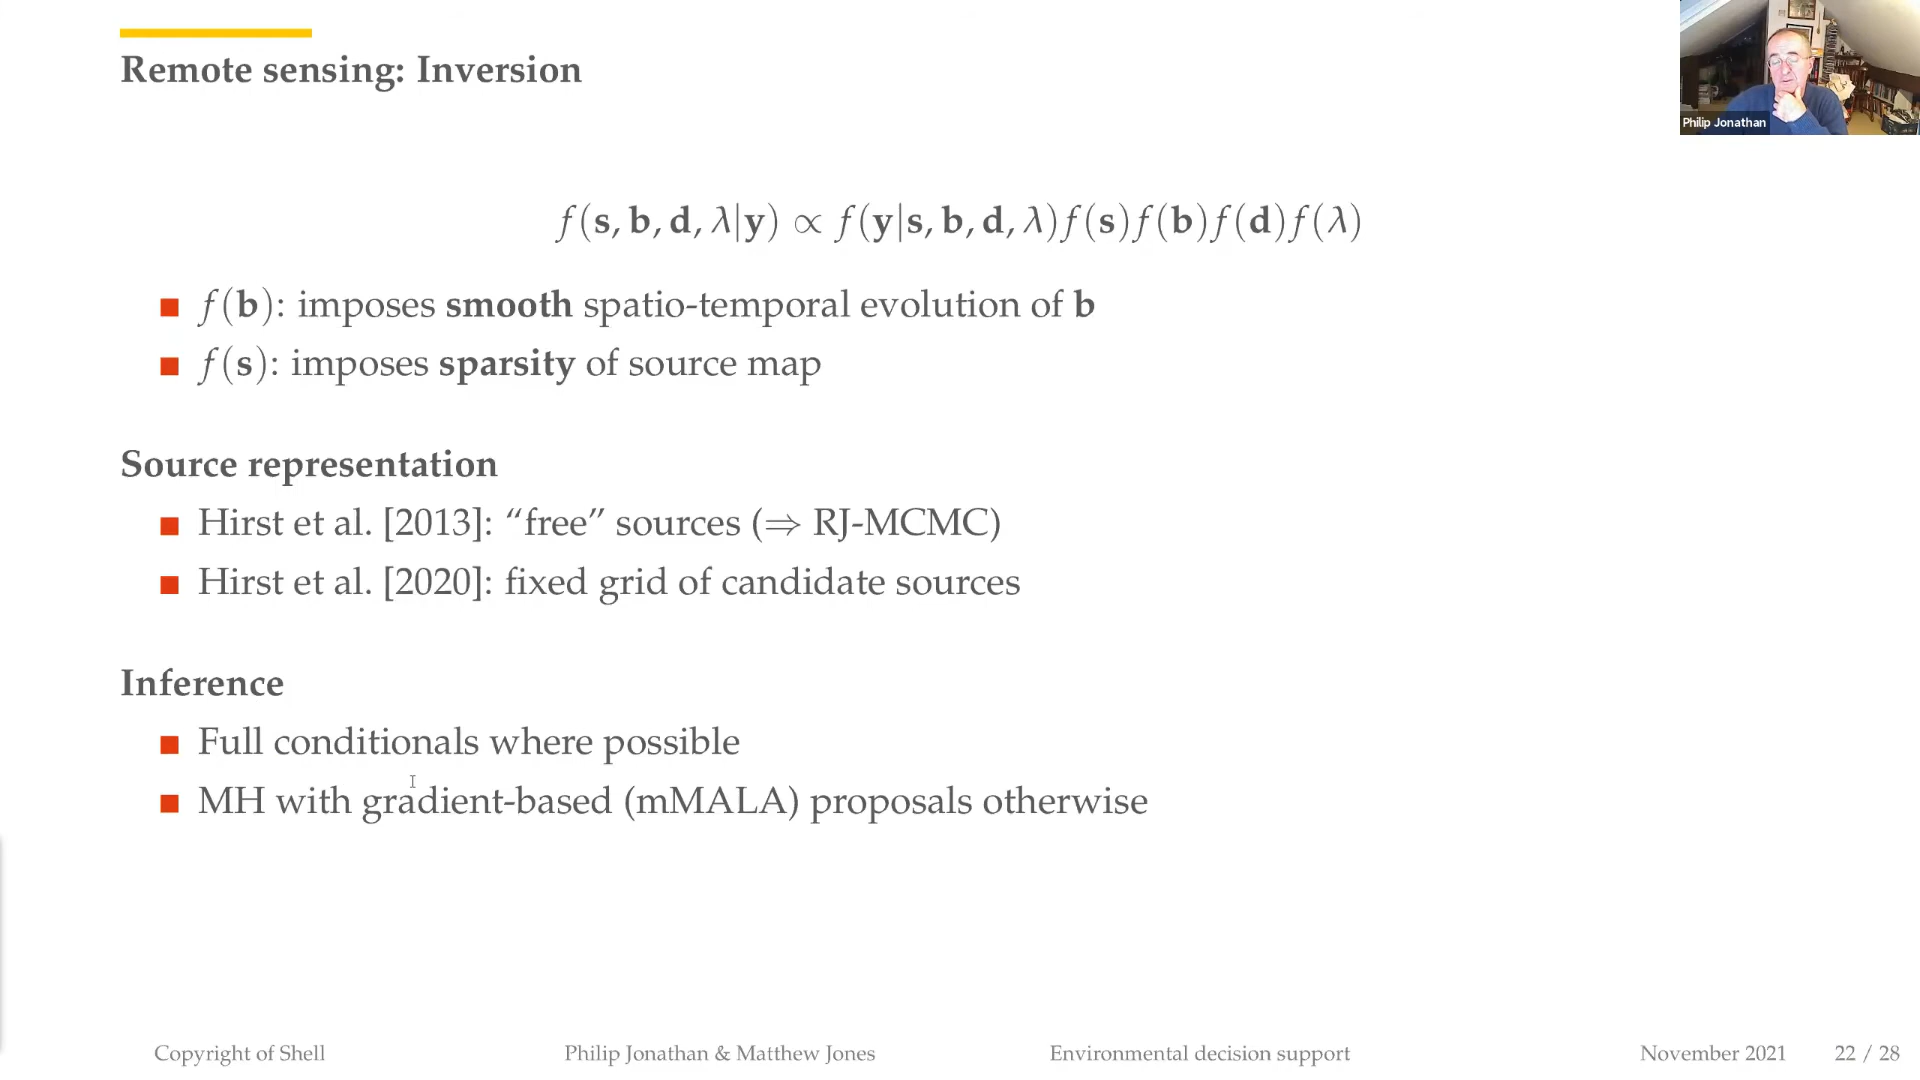 Remote sensing: Inversion
Philip Jonathan
f(s, b, d, λ|y) ∝ f(y|s, b, d, λ)f(s)f(b)f(d)f(λ)
■ f(b): imposes smooth spatio-temporal evolution of b
■ f(s): imposes sparsity of source map
Source representation
■ Hirst et al. [2013]: “free” sources (⇒ RJ-MCMC)
■ Hirst et al. [2020]: fixed grid of candidate sources
Inference
■ Full conditionals where possible
■ MH with gradient-based (mMALA) proposals otherwise
Copyright of Shell Philip Jonathan & Matthew Jones Environmental decision support November 2021 22 / 28